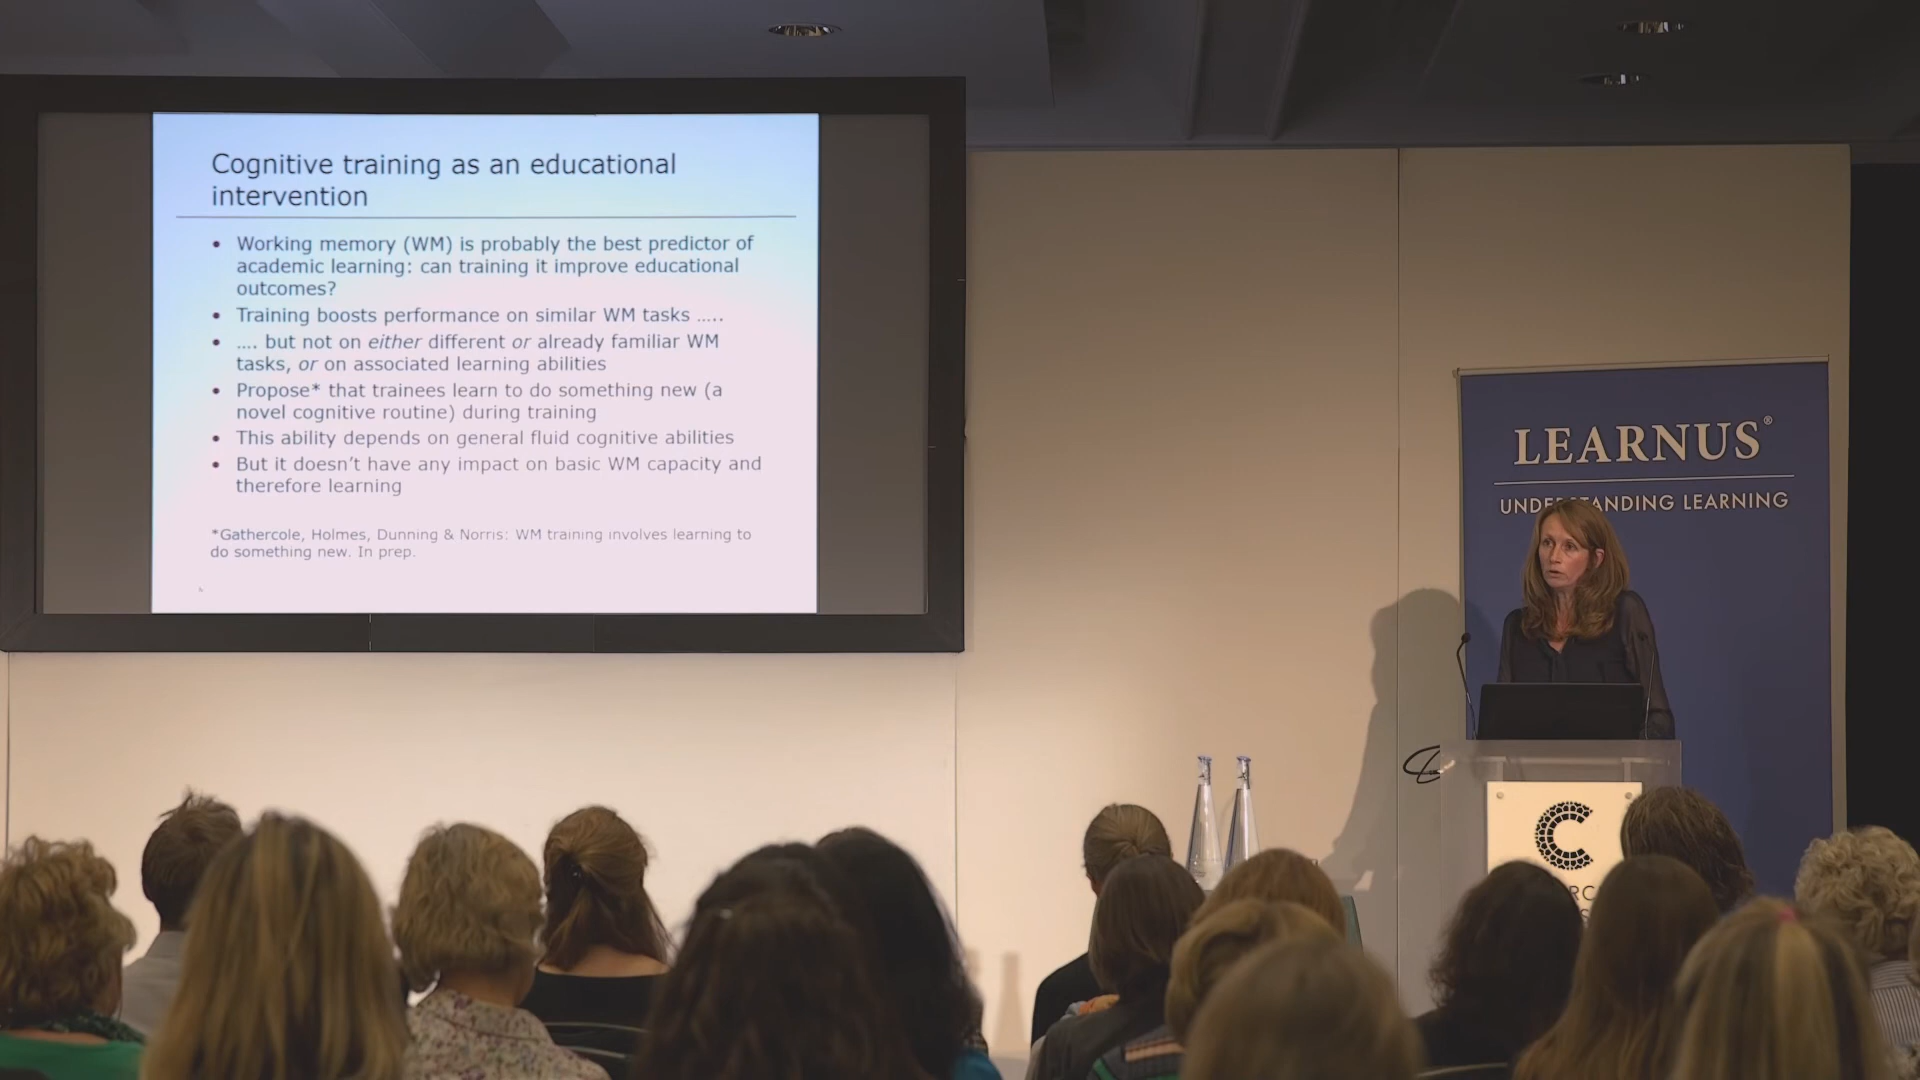 Cognitive training as an educational
intervention
• Working memory (WM) is probably the best predictor of
academic learning: can training it improve educational
outcomes?
• Training boosts performance on similar WM tasks …..
• …. but not on either different or already familiar WM
tasks, or on associated learning abilities
• Propose* that trainees learn to do something new (a
novel cognitive routine) during training
• This ability depends on general fluid cognitive abilities
• But it doesn't have any impact on basic WM capacity and
therefore learning
*Gathercole, Holmes, Dunning & Norris: WM training involves learning to
do something new. In prep.
LEARNUS®
UNDERSTANDING LEARNING
C